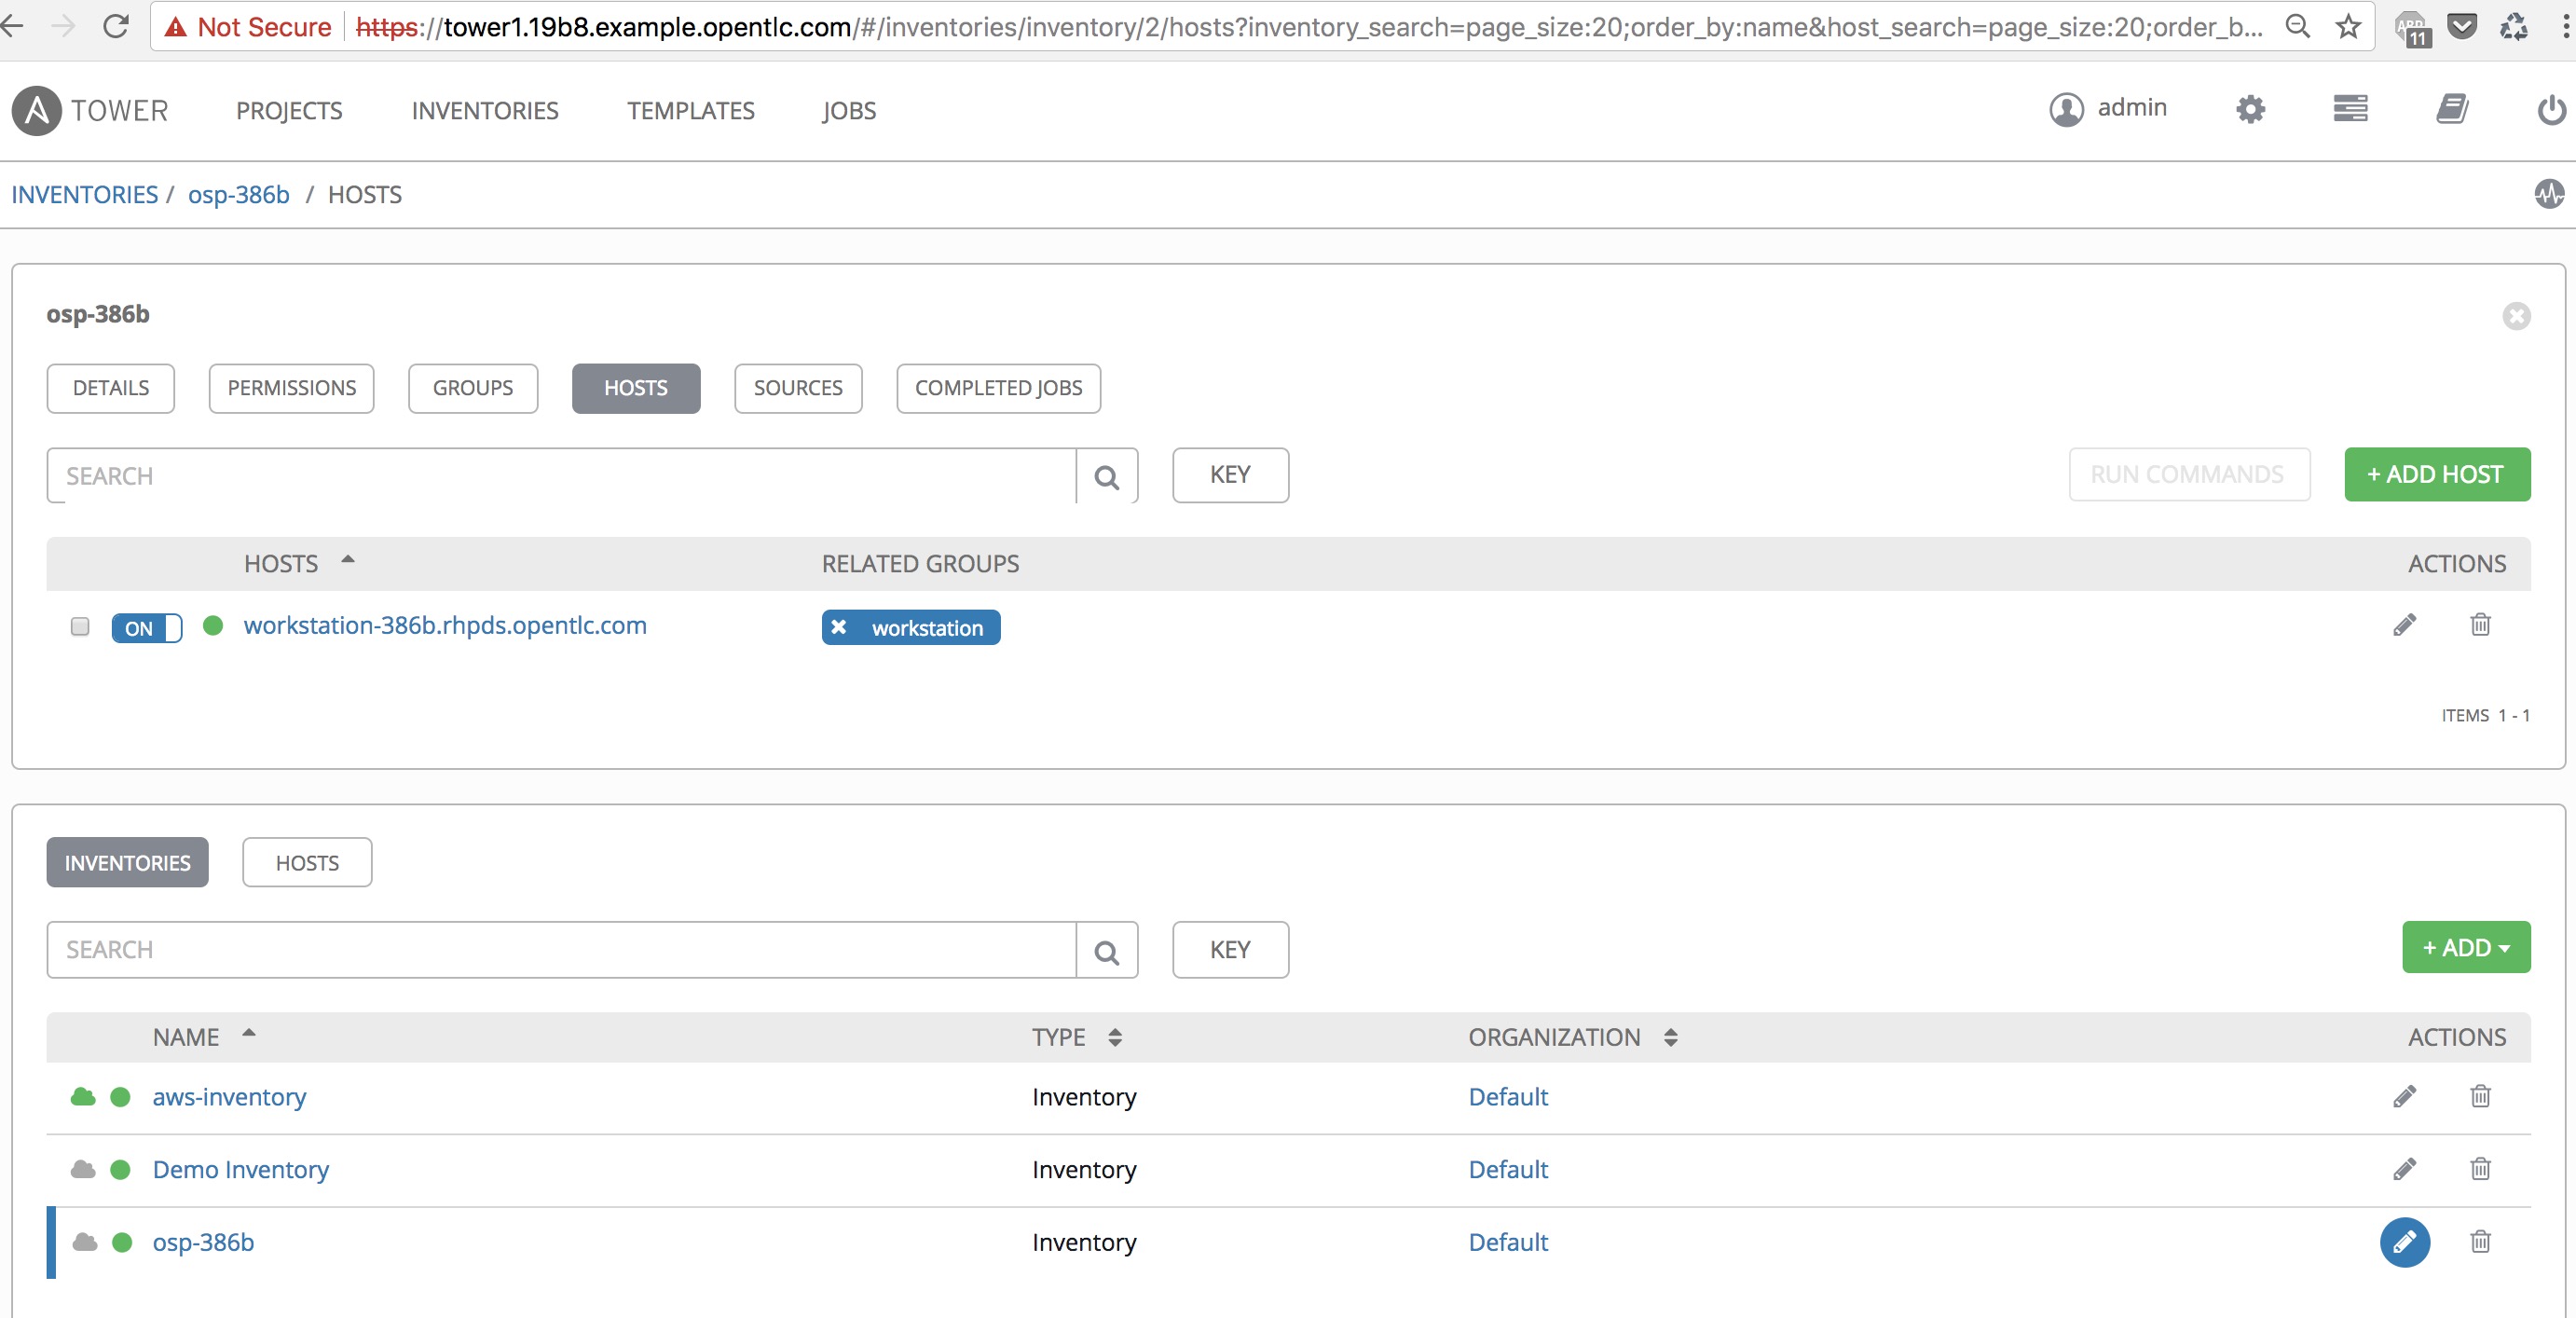 Not Secure https://tower1.19b8.example.opentlc.com/#/inventories/inventory/2/hosts?inventory_search=page_size:20;order_by:name&host_search=page_size:20;order_b... ABP 11
A TOWER PROJECTS INVENTORIES TEMPLATES JOBS admin
INVENTORIES / osp-386b / HOSTS
osp-386b
DETAILS PERMISSIONS GROUPS HOSTS SOURCES COMPLETED JOBS
SEARCH KEY RUN COMMANDS + ADD HOST
HOSTS RELATED GROUPS ACTIONS
ON workstation-386b.rhpds.opentlc.com workstation
ITEMS 1 - 1
INVENTORIES HOSTS
SEARCH KEY + ADD
NAME TYPE ORGANIZATION ACTIONS
aws-inventory Inventory Default
Demo Inventory Inventory Default
osp-386b Inventory Default